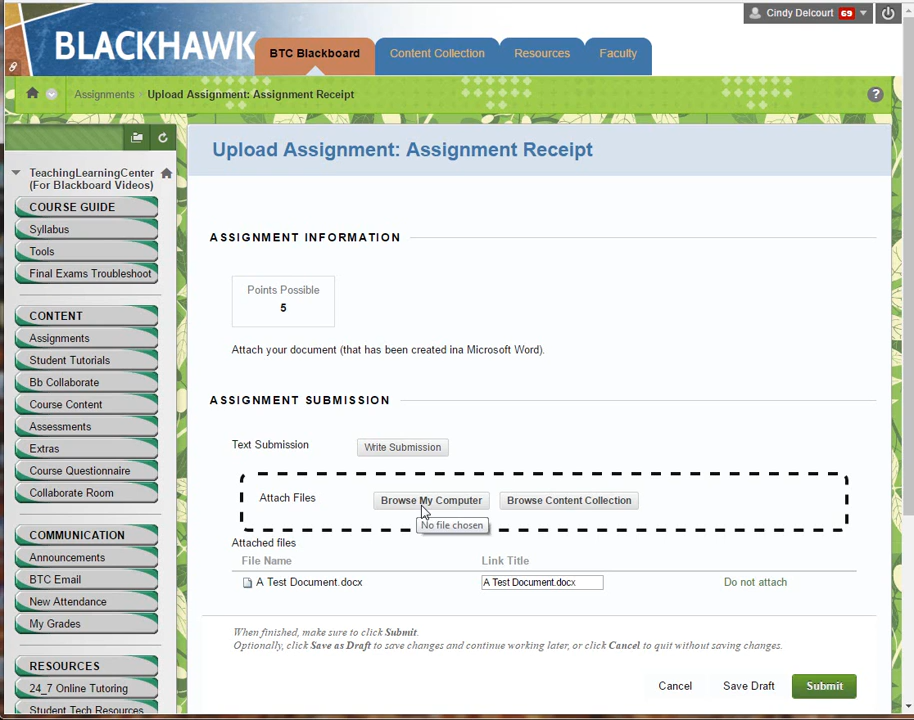 Cindy Delcourt 69
BLACKHAWK
BTC Blackboard Content Collection Resources Faculty
Assignments Upload Assignment: Assignment Receipt ?
Upload Assignment: Assignment Receipt
TeachingLearningCenter
(For Blackboard Videos)
COURSE GUIDE
Syllabus
Tools
Final Exams Troubleshoot
CONTENT
Assignments
Student Tutorials
Bb Collaborate
Course Content
Assessments
Extras
Course Questionnaire
Collaborate Room
COMMUNICATION
Announcements
BTC Email
New Attendance
My Grades
RESOURCES
24_7 Online Tutoring
Student Tech Resources
ASSIGNMENT INFORMATION
Points Possible
5
Attach your document (that has been created ina Microsoft Word).
ASSIGNMENT SUBMISSION
Text Submission Write Submission
Attach Files Browse My Computer Browse Content Collection
No file chosen
Attached files
File Name Link Title
A Test Document.docx A Test Document.docx Do not attach
When finished, make sure to click Submit.
Optionally, click Save as Draft to save changes and continue working later, or click Cancel to quit without saving changes.
Cancel Save Draft Submit